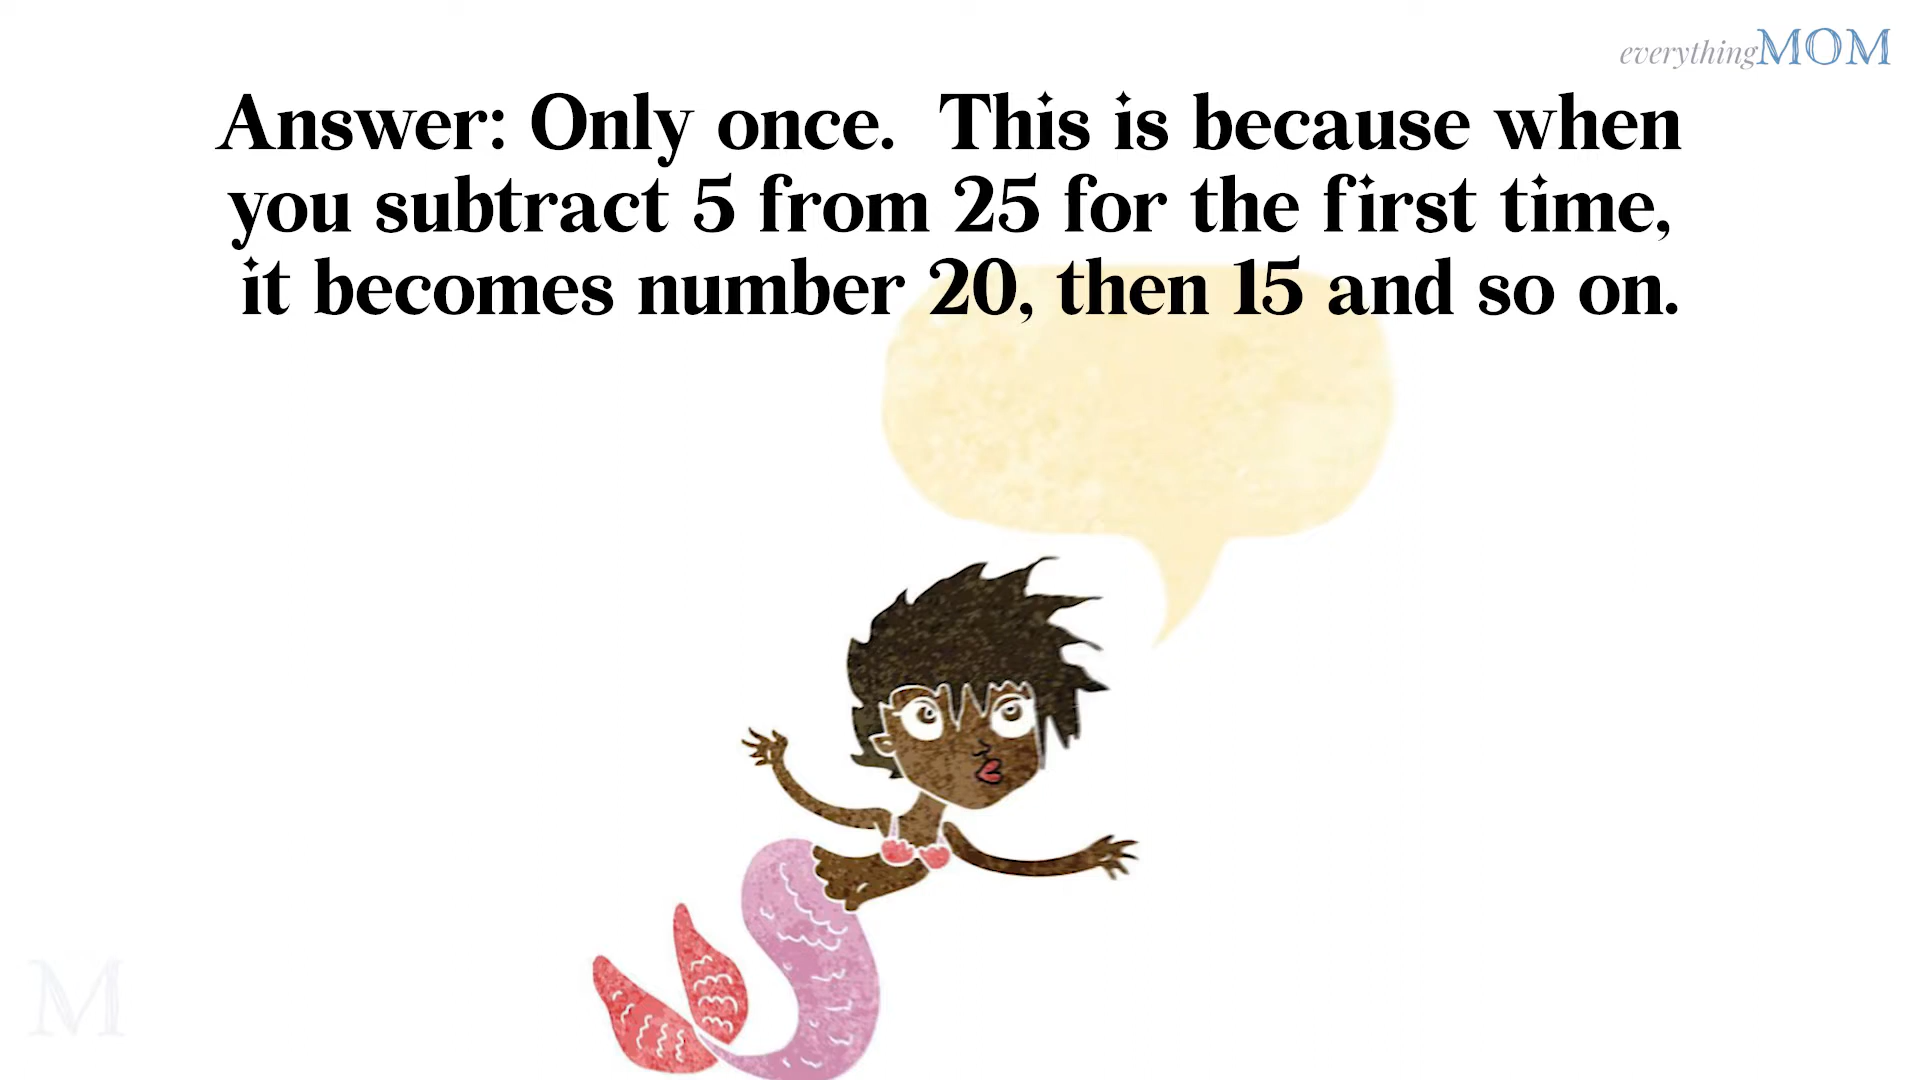 everythingMOM
Answer: Only once. This is because when
you subtract 5 from 25 for the first time,
it becomes number 20, then 15 and so on.
M